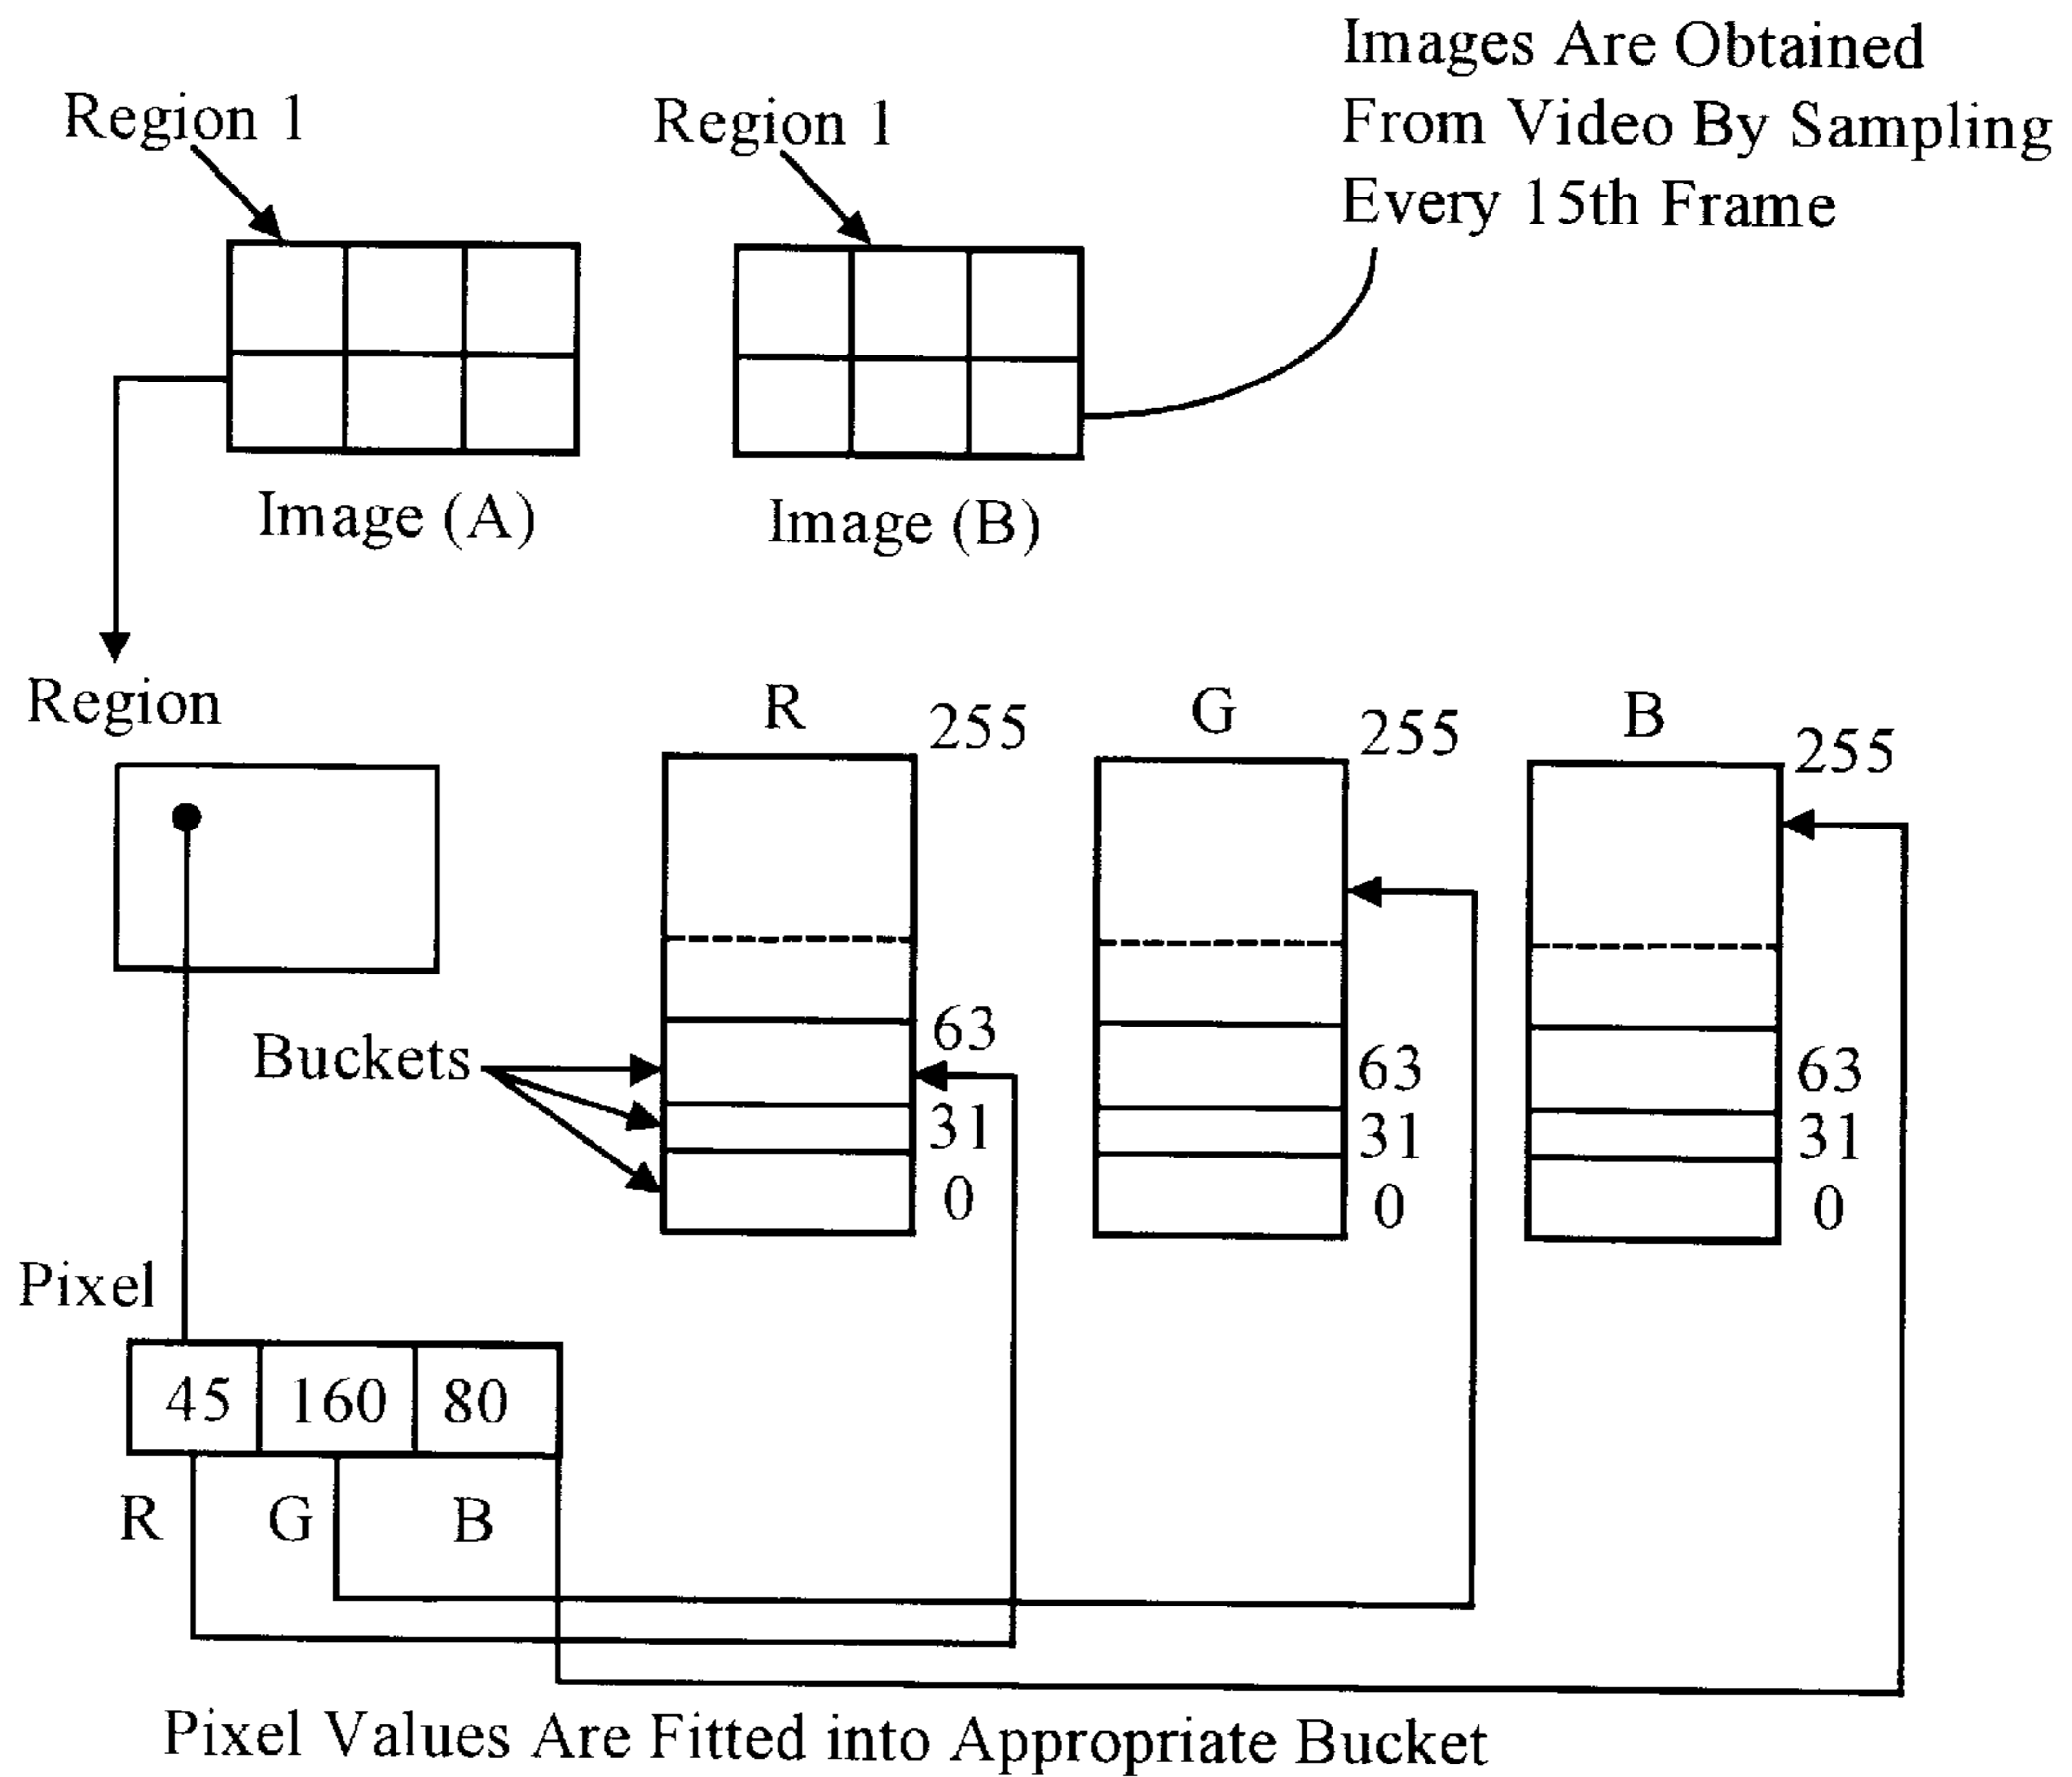 Images Are Obtained
From Video By Sampling
Every 15th Frame
Region 1
Region 1
Image (A)
Image (B)
Region
R
255
G
255
B
255
Buckets
63
31
0
63
31
0
63
31
0
Pixel
45 160 80
R G B
Pixel Values Are Fitted into Appropriate Bucket